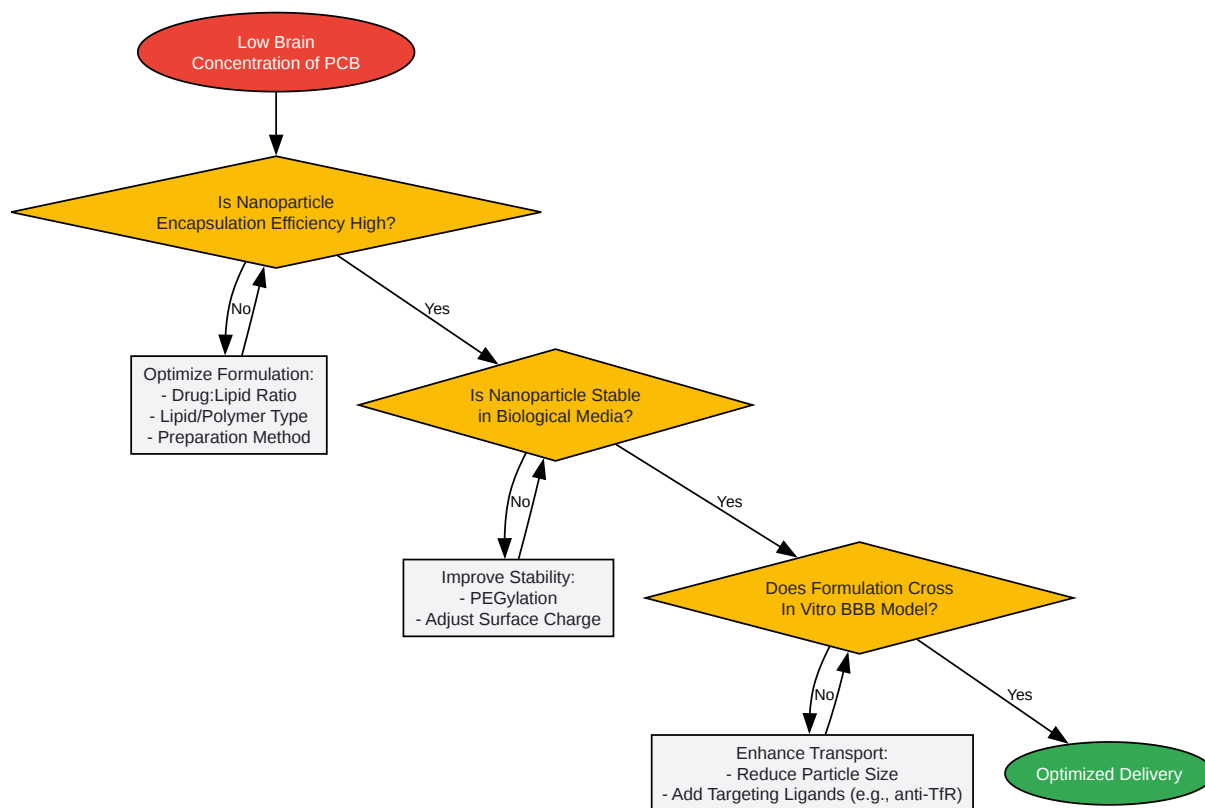 Low Brain
Concentration of PCB
Is Nanoparticle
Encapsulation Efficiency High?
No
Yes
Optimize Formulation:
- Drug:Lipid Ratio
- Lipid/Polymer Type
- Preparation Method
Is Nanoparticle Stable
in Biological Media?
No
Yes
Improve Stability:
- PEGylation
- Adjust Surface Charge
Does Formulation Cross
In Vitro BBB Model?
No
Yes
Enhance Transport:
- Reduce Particle Size
- Add Targeting Ligands (e.g., anti-TfR)
Optimized Delivery